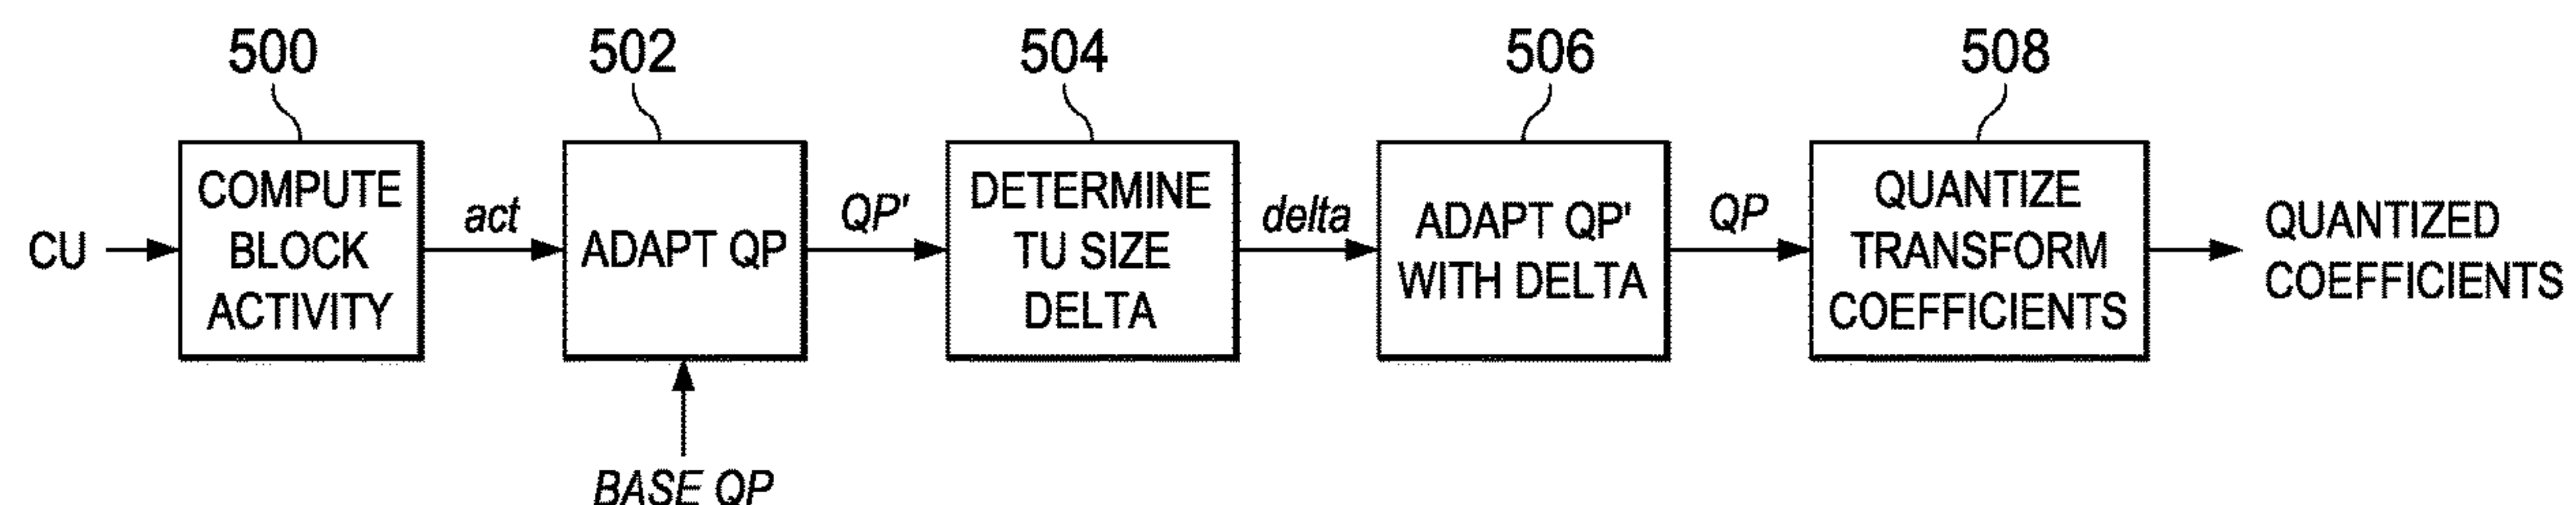 500
502
504
506
508
CU
COMPUTE
BLOCK
ACTIVITY
act
ADAPT QP
QP'
DETERMINE
TU SIZE
DELTA
delta
ADAPT QP'
WITH DELTA
QP
QUANTIZE
TRANSFORM
COEFFICIENTS
QUANTIZED
COEFFICIENTS
BASE QP